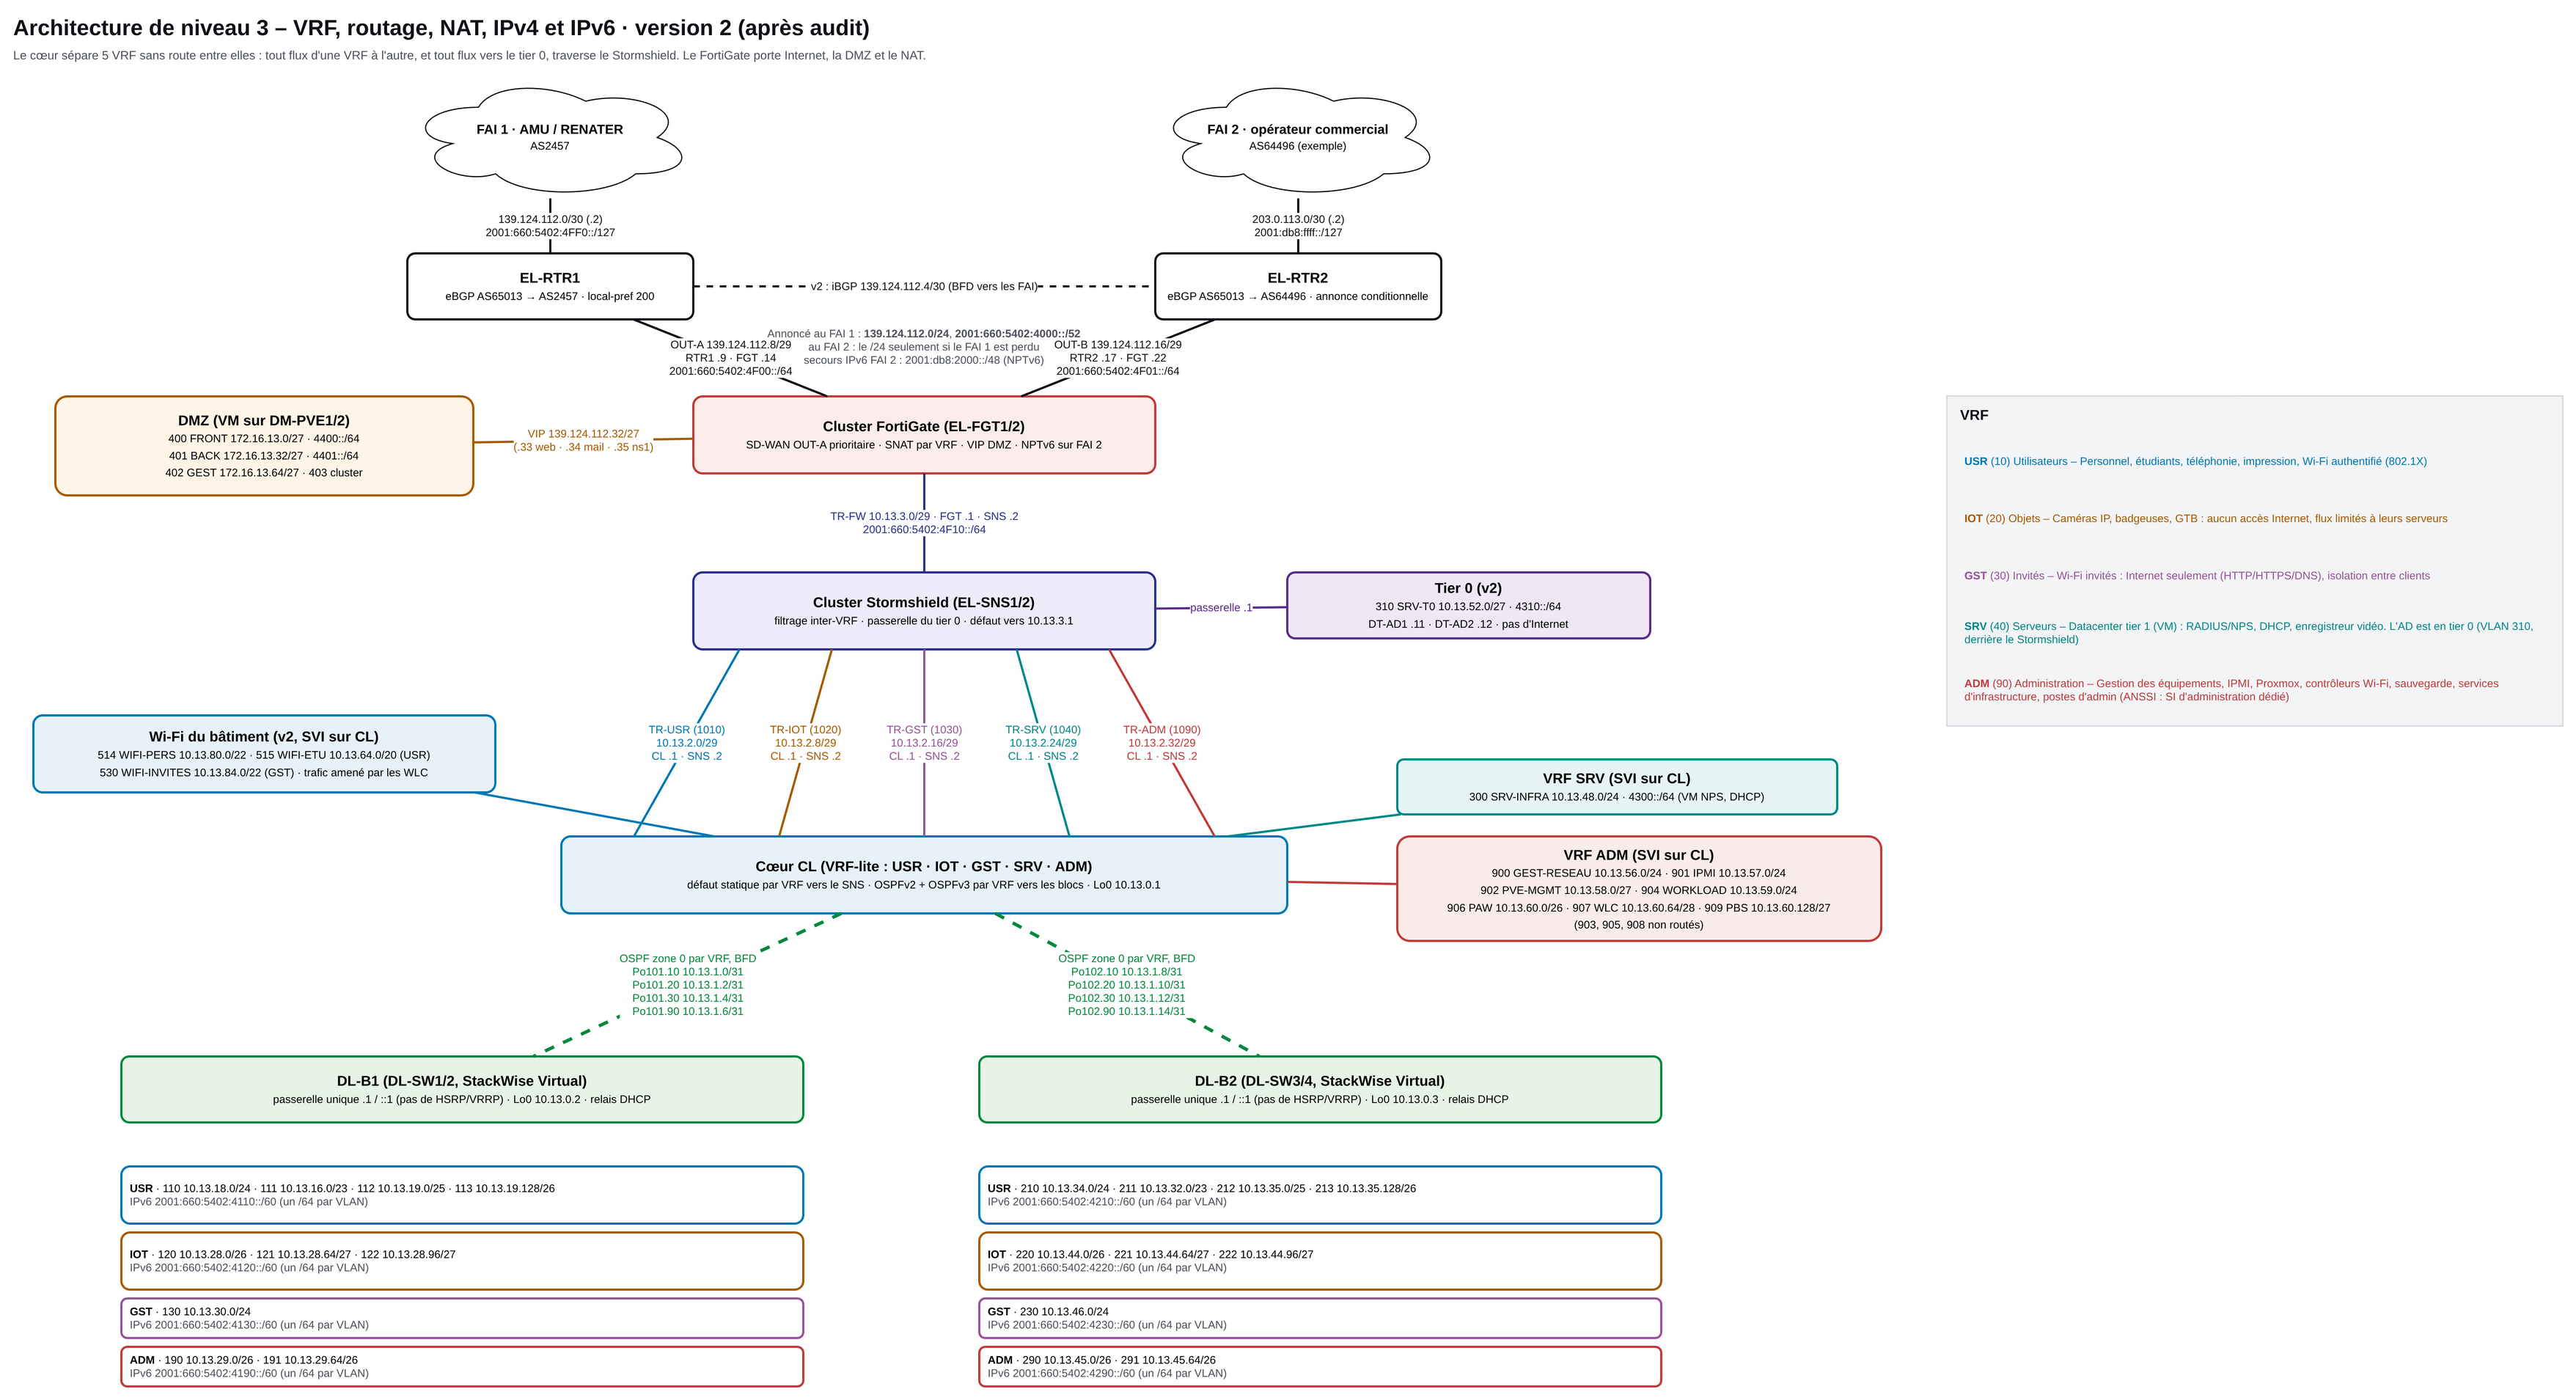 Architecture de niveau 3 – VRF, routage, NAT, IPv4 et IPv6 · version 2 (après audit)
Le cœur sépare 5 VRF sans route entre elles : tout flux d'une VRF à l'autre, et tout flux vers le tier 0, traverse le Stormshield. Le FortiGate porte Internet, la DMZ et le NAT.
FAI 1 · AMU / RENATER
AS2457
FAI 2 · opérateur commercial
AS64496 (exemple)
139.124.112.0/30 (.2)
2001:660:5402:4FF0::/127
203.0.113.0/30 (.2)
2001:db8:ffff::/127
EL-RTR1
eBGP AS65013 → AS2457 · local-pref 200
v2 : iBGP 139.124.112.4/30 (BFD vers les FAI)
EL-RTR2
eBGP AS65013 → AS64496 · annonce conditionnelle
Annoncé au FAI 1 : 139.124.112.0/24, 2001:660:5402:4000::/52
au FAI 2 : le /24 seulement si le FAI 1 est perdu
secours IPv6 FAI 2 : 2001:db8:2000::/48 (NPTv6)
OUT-A 139.124.112.8/29
RTR1 .9 · FGT .14
2001:660:5402:4F00::/64
OUT-B 139.124.112.16/29
RTR2 .17 · FGT .22
2001:660:5402:4F01::/64
DMZ (VM sur DM-PVE1/2)
400 FRONT 172.16.13.0/27 · 4400::/64
401 BACK 172.16.13.32/27 · 4401::/64
402 GEST 172.16.13.64/27 · 403 cluster
VIP 139.124.112.32/27
(.33 web · .34 mail · .35 ns1)
Cluster FortiGate (EL-FGT1/2)
SD-WAN OUT-A prioritaire · SNAT par VRF · VIP DMZ · NPTv6 sur FAI 2
TR-FW 10.13.3.0/29 · FGT .1 · SNS .2
2001:660:5402:4F10::/64
Cluster Stormshield (EL-SNS1/2)
filtrage inter-VRF · passerelle du tier 0 · défaut vers 10.13.3.1
passerelle .1
Tier 0 (v2)
310 SRV-T0 10.13.52.0/27 · 4310::/64
DT-AD1 .11 · DT-AD2 .12 · pas d'Internet
VRF
USR (10) Utilisateurs – Personnel, étudiants, téléphonie, impression, Wi-Fi authentifié (802.1X)
IOT (20) Objets – Caméras IP, badgeuses, GTB : aucun accès Internet, flux limités à leurs serveurs
GST (30) Invités – Wi-Fi invités : Internet seulement (HTTP/HTTPS/DNS), isolation entre clients
SRV (40) Serveurs – Datacenter tier 1 (VM) : RADIUS/NPS, DHCP, enregistreur vidéo. L'AD est en tier 0 (VLAN 310,
derrière le Stormshield)
ADM (90) Administration – Gestion des équipements, IPMI, Proxmox, contrôleurs Wi-Fi, sauvegarde, services
d'infrastructure, postes d'admin (ANSSI : SI d'administration dédié)
Wi-Fi du bâtiment (v2, SVI sur CL)
514 WIFI-PERS 10.13.80.0/22 · 515 WIFI-ETU 10.13.64.0/20 (USR)
530 WIFI-INVITES 10.13.84.0/22 (GST) · trafic amené par les WLC
TR-USR (1010)
10.13.2.0/29
CL .1 · SNS .2
TR-IOT (1020)
10.13.2.8/29
CL .1 · SNS .2
TR-GST (1030)
10.13.2.16/29
CL .1 · SNS .2
TR-SRV (1040)
10.13.2.24/29
CL .1 · SNS .2
TR-ADM (1090)
10.13.2.32/29
CL .1 · SNS .2
VRF SRV (SVI sur CL)
300 SRV-INFRA 10.13.48.0/24 · 4300::/64 (VM NPS, DHCP)
Cœur CL (VRF-lite : USR · IOT · GST · SRV · ADM)
défaut statique par VRF vers le SNS · OSPFv2 + OSPFv3 par VRF vers les blocs · Lo0 10.13.0.1
VRF ADM (SVI sur CL)
900 GEST-RESEAU 10.13.56.0/24 · 901 IPMI 10.13.57.0/24
902 PVE-MGMT 10.13.58.0/27 · 904 WORKLOAD 10.13.59.0/24
906 PAW 10.13.60.0/26 · 907 WLC 10.13.60.64/28 · 909 PBS 10.13.60.128/27
(903, 905, 908 non routés)
OSPF zone 0 par VRF, BFD
Po101.10 10.13.1.0/31
Po101.20 10.13.1.2/31
Po101.30 10.13.1.4/31
Po101.90 10.13.1.6/31
OSPF zone 0 par VRF, BFD
Po102.10 10.13.1.8/31
Po102.20 10.13.1.10/31
Po102.30 10.13.1.12/31
Po102.90 10.13.1.14/31
DL-B1 (DL-SW1/2, StackWise Virtual)
passerelle unique .1 / ::1 (pas de HSRP/VRRP) · Lo0 10.13.0.2 · relais DHCP
DL-B2 (DL-SW3/4, StackWise Virtual)
passerelle unique .1 / ::1 (pas de HSRP/VRRP) · Lo0 10.13.0.3 · relais DHCP
USR · 110 10.13.18.0/24 · 111 10.13.16.0/23 · 112 10.13.19.0/25 · 113 10.13.19.128/26
IPv6 2001:660:5402:4110::/60 (un /64 par VLAN)
IOT · 120 10.13.28.0/26 · 121 10.13.28.64/27 · 122 10.13.28.96/27
IPv6 2001:660:5402:4120::/60 (un /64 par VLAN)
GST · 130 10.13.30.0/24
IPv6 2001:660:5402:4130::/60 (un /64 par VLAN)
ADM · 190 10.13.29.0/26 · 191 10.13.29.64/26
IPv6 2001:660:5402:4190::/60 (un /64 par VLAN)
USR · 210 10.13.34.0/24 · 211 10.13.32.0/23 · 212 10.13.35.0/25 · 213 10.13.35.128/26
IPv6 2001:660:5402:4210::/60 (un /64 par VLAN)
IOT · 220 10.13.44.0/26 · 221 10.13.44.64/27 · 222 10.13.44.96/27
IPv6 2001:660:5402:4220::/60 (un /64 par VLAN)
GST · 230 10.13.46.0/24
IPv6 2001:660:5402:4230::/60 (un /64 par VLAN)
ADM · 290 10.13.45.0/26 · 291 10.13.45.64/26
IPv6 2001:660:5402:4290::/60 (un /64 par VLAN)